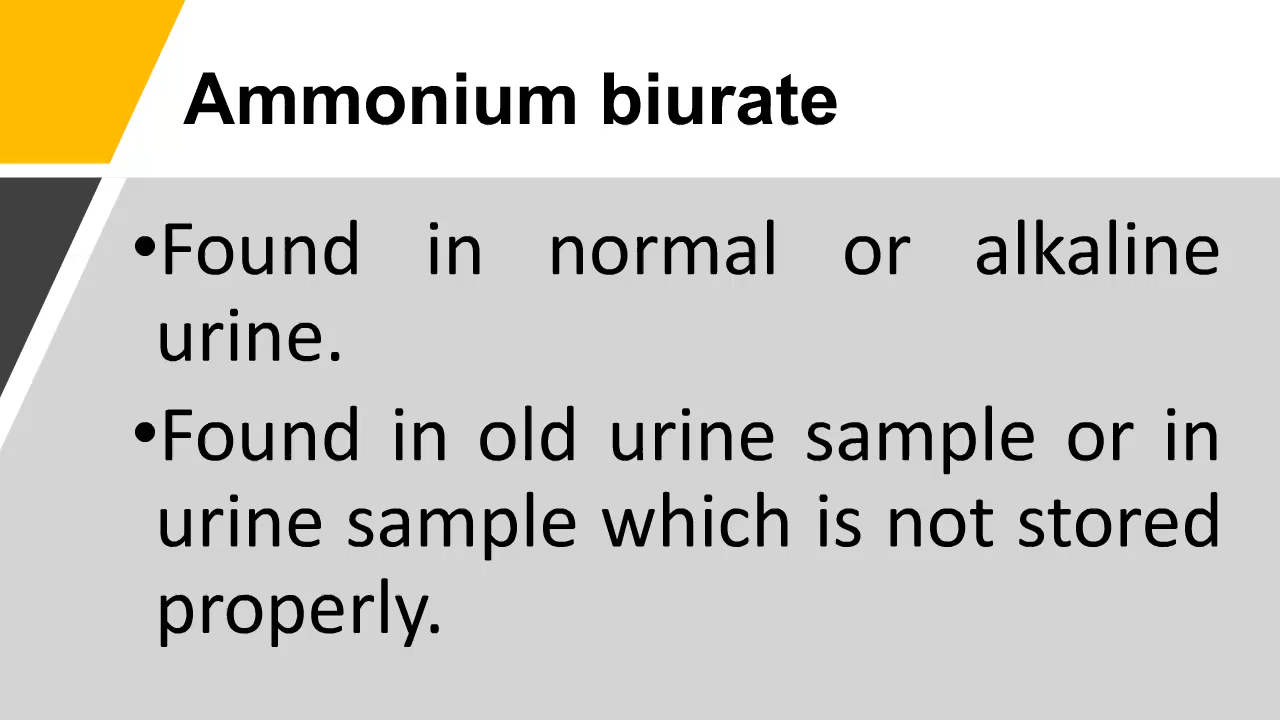 Ammonium biurate
•Found in normal or alkaline
urine.
•Found in old urine sample or in
urine sample which is not stored
properly.